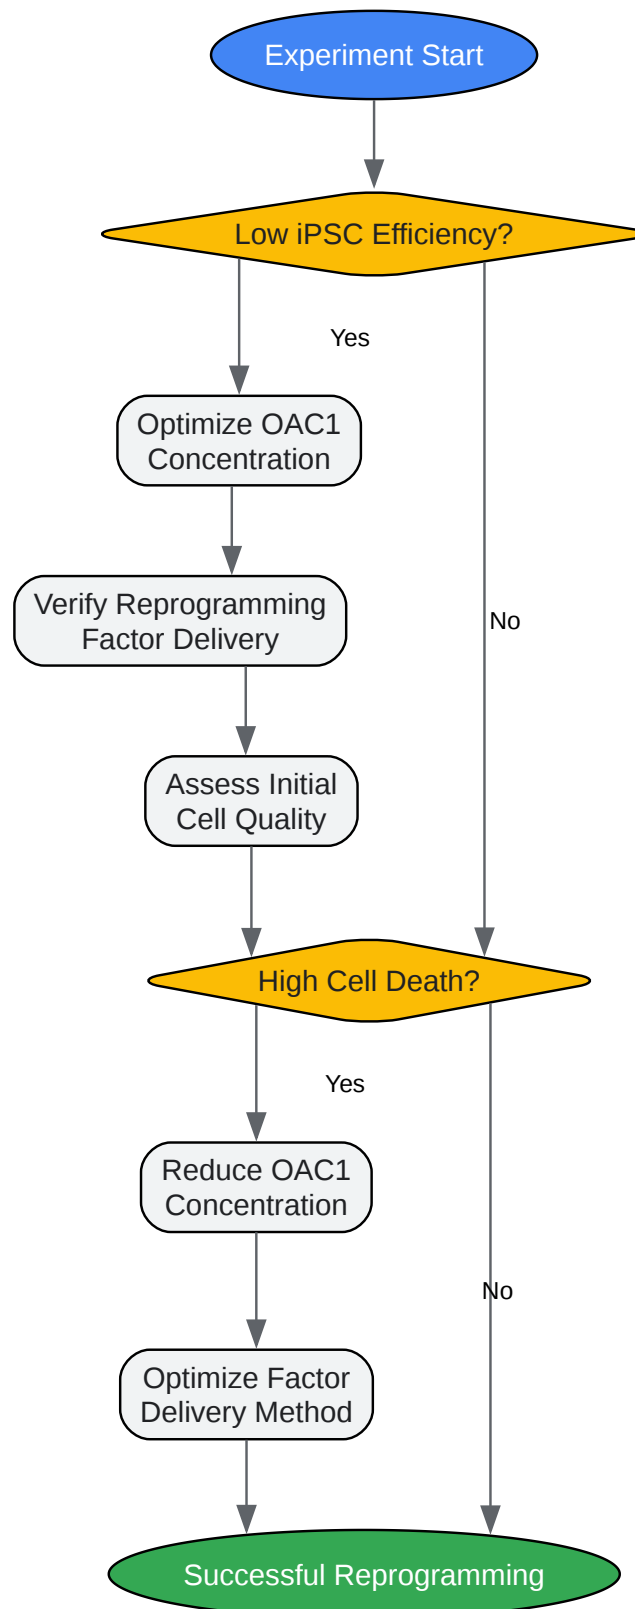 Experiment Start
Low iPSC Efficiency?
Yes
Optimize OAC1
Concentration
Verify Reprogramming
Factor Delivery
No
Assess Initial
Cell Quality
High Cell Death?
Yes
Reduce OAC1
Concentration
No
Optimize Factor
Delivery Method
Successful Reprogramming